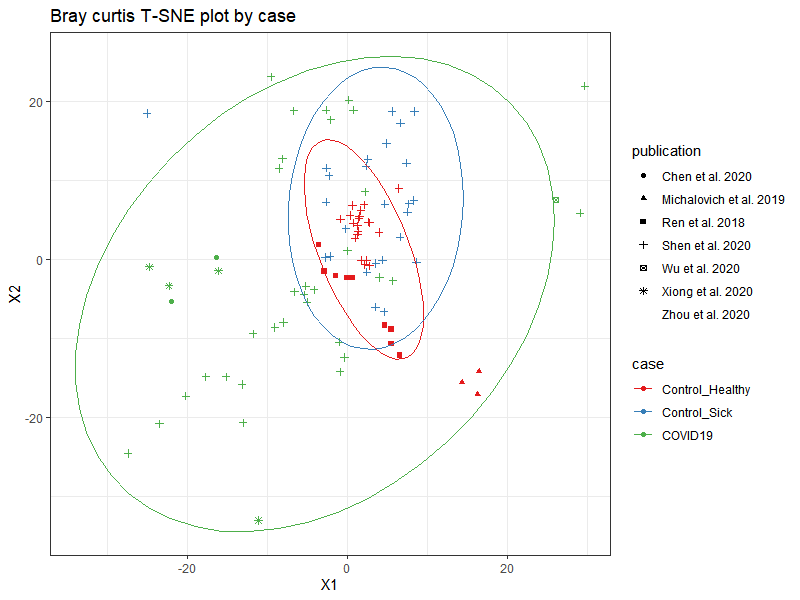 Bray curtis T-SNE plot by case
X2
20
0
-20
-20
0
20
X1
publication
Chen et al. 2020
Michalovich et al. 2019
Ren et al. 2018
Shen et al. 2020
Wu et al. 2020
Xiong et al. 2020
Zhou et al. 2020
case
Control_Healthy
Control_Sick
COVID19